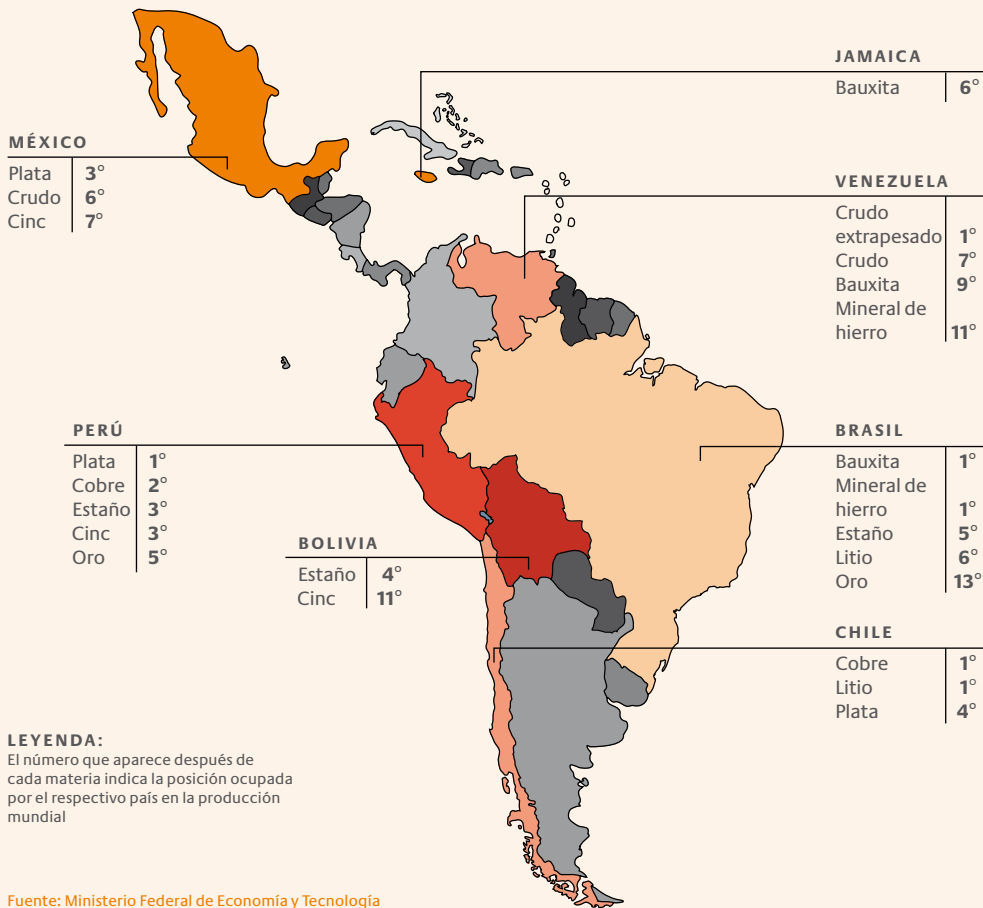 JAMAICA
Bauxita 6°
MÉXICO
Plata 3°
Crudo 6°
Cinc 7°
VENEZUELA
Crudo
extrapesado 1°
Crudo 7°
Bauxita 9°
Mineral de
hierro 11°
PERÚ
Plata 1°
Cobre 2°
Estaño 3°
Cinc 3°
Oro 5°
BRASIL
Bauxita 1°
Mineral de
hierro 1°
Estaño 5°
Litio 6°
Oro 13°
BOLIVIA
Estaño 4°
Cinc 11°
CHILE
Cobre 1°
Litio 1°
Plata 4°
LEYENDA:
El número que aparece después de
cada materia indica la posición ocupada
por el respectivo país en la producción
mundial
Fuente: Ministerio Federal de Economía y Tecnología